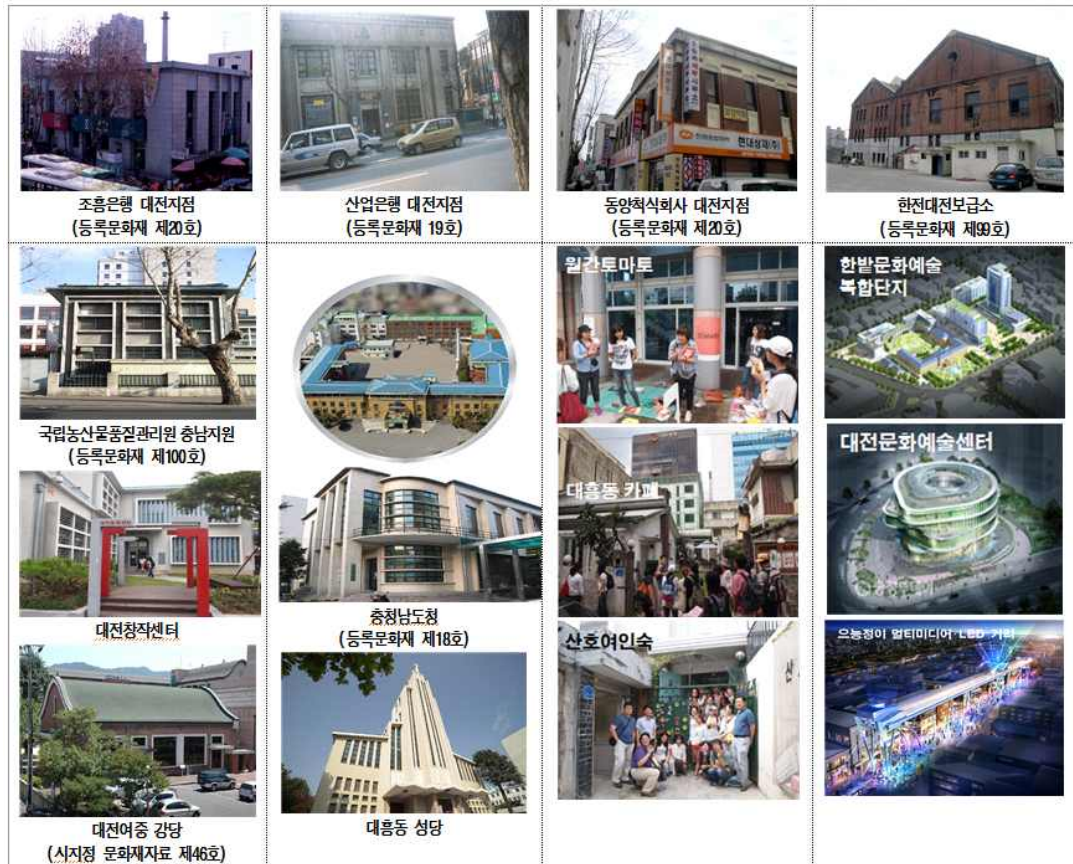 조흥은행 대전지점
(등록문화재 제20호)
산업은행 대전지점
(등록문화재 19호)
동양척식회사 대전지점
(등록문화재 제20호)
한전대전보급소
(등록문화재 제99호)
현대성과(주)
국립농산물품질관리원 충남지원
(등록문화재 제100호)
대전창작센터
대전여중 강당
(시지정 문화재자료 제46호)
충청남도청
(등록문화재 제18호)
대흥동 성당
월간토마토
대흥동 카페
산호여인숙
한밭문화예술
복합단지
대전문화예술센터
으능정이 멀티미디어 LED 거리